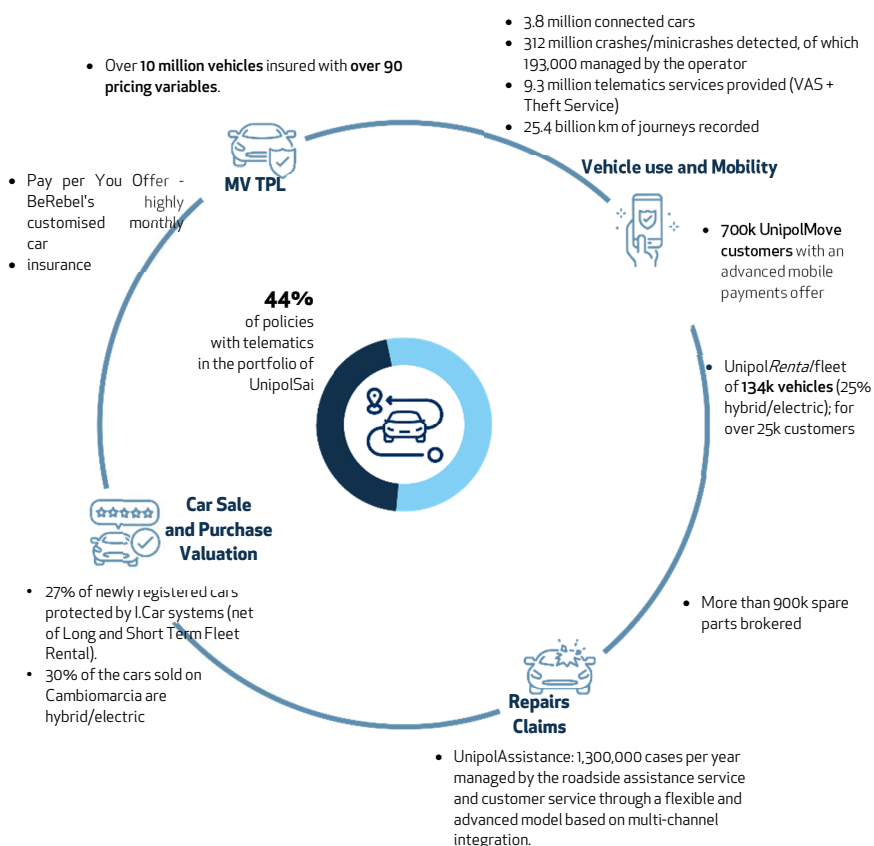 • 3.8 million connected cars
• 312 million crashes/minicrashes detected, of which
193,000 managed by the operator
• 9.3 million telematics services provided (VAS +
Theft Service)
• 25.4 billion km of journeys recorded
• Over 10 million vehicles insured with over 90
pricing variables.
Vehicle use and Mobility
MV TPL
• Pay per You Offer -
BeRebel's highly
customised monthly
car
• insurance
• 700k UnipolMove
customers with an
advanced mobile
payments offer
44%
of policies
with telematics
in the portfolio of
UnipolSai
• UnipolRental fleet
of 134k vehicles (25%
hybrid/electric); for
over 25k customers
Car Sale
and Purchase
Valuation
• 27% of newly registered cars
protected by I.Car systems (net
of Long and Short Term Fleet
Rental).
• 30% of the cars sold on
Cambiomarcia are
hybrid/electric
• More than 900k spare
parts brokered
Repairs
Claims
• UnipolAssistance: 1,300,000 cases per year
managed by the roadside assistance service
and customer service through a flexible and
advanced model based on multi-channel
integration.